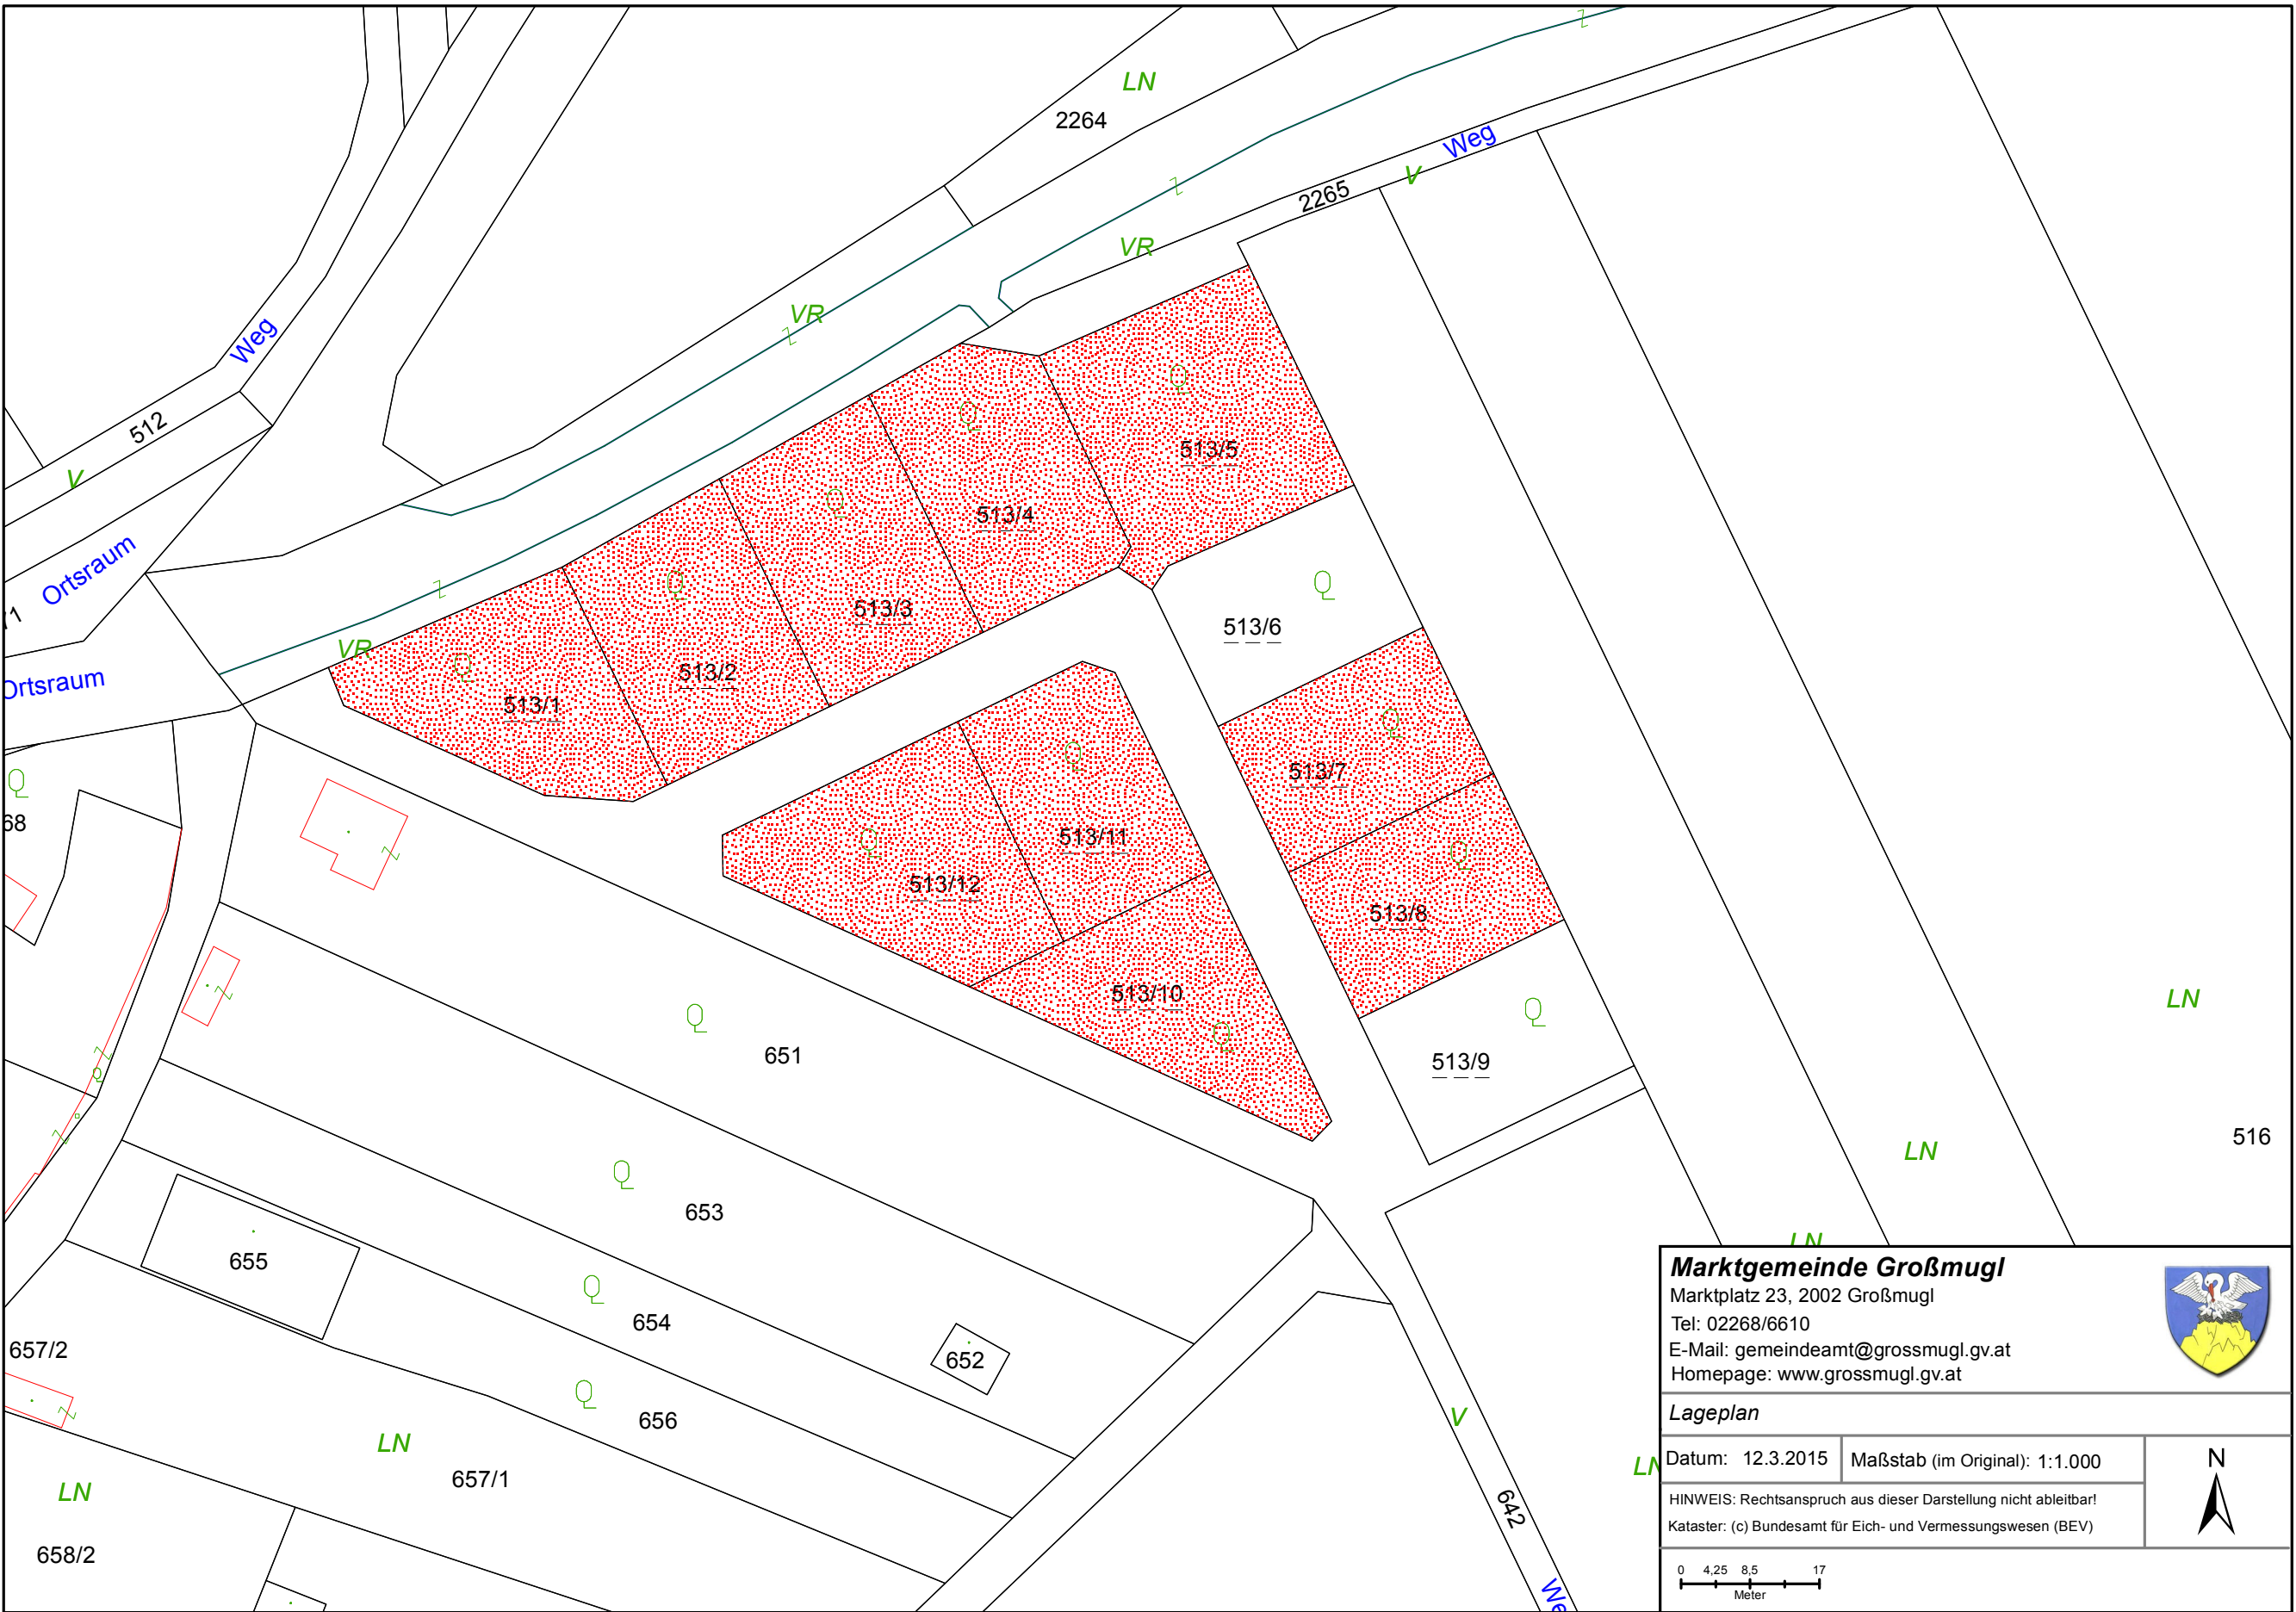 LN
2264
Weg
V
2265
VR
VR
Weg
512
V
513/5
513/4
Ortsraum
513/3
513/6
VR
513/2
Ortsraum
513/1
513/7
68
513/11
513/12
513/8
513/10
LN
651
513/9
516
LN
653
LN
655
654
652
657/2
656
V
LN
657/1
LN
LN
642
658/2
Marktgemeinde Großmugl
Marktplatz 23, 2002 Großmugl
Tel: 02268/6610
E-Mail: gemeindeamt@grossmugl.gv.at
Homepage: www.grossmugl.gv.at
Lageplan
Datum: 12.3.2015
Maßstab (im Original): 1:1.000
N
HINWEIS: Rechtsanspruch aus dieser Darstellung nicht ableitbar!
Kataster: (c) Bundesamt für Eich- und Vermessungswesen (BEV)
0 4,25 8,5 17
Meter